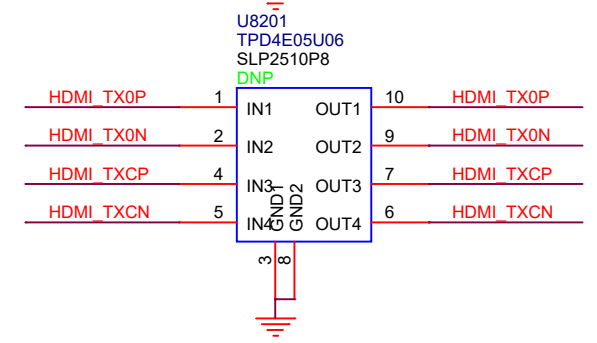 U8201
TPD4E05U06
SLP2510P8
DNP
HDMI_TX0P 1 IN1 OUT1 10 HDMI_TX0P
HDMI_TX0N 2 IN2 OUT2 9 HDMI_TX0N
HDMI_TXCP 4 IN3 OUT3 7 HDMI_TXCP
HDMI_TXCN 5 IN4 OUT4 6 HDMI_TXCN
GND1
GND2
3
8